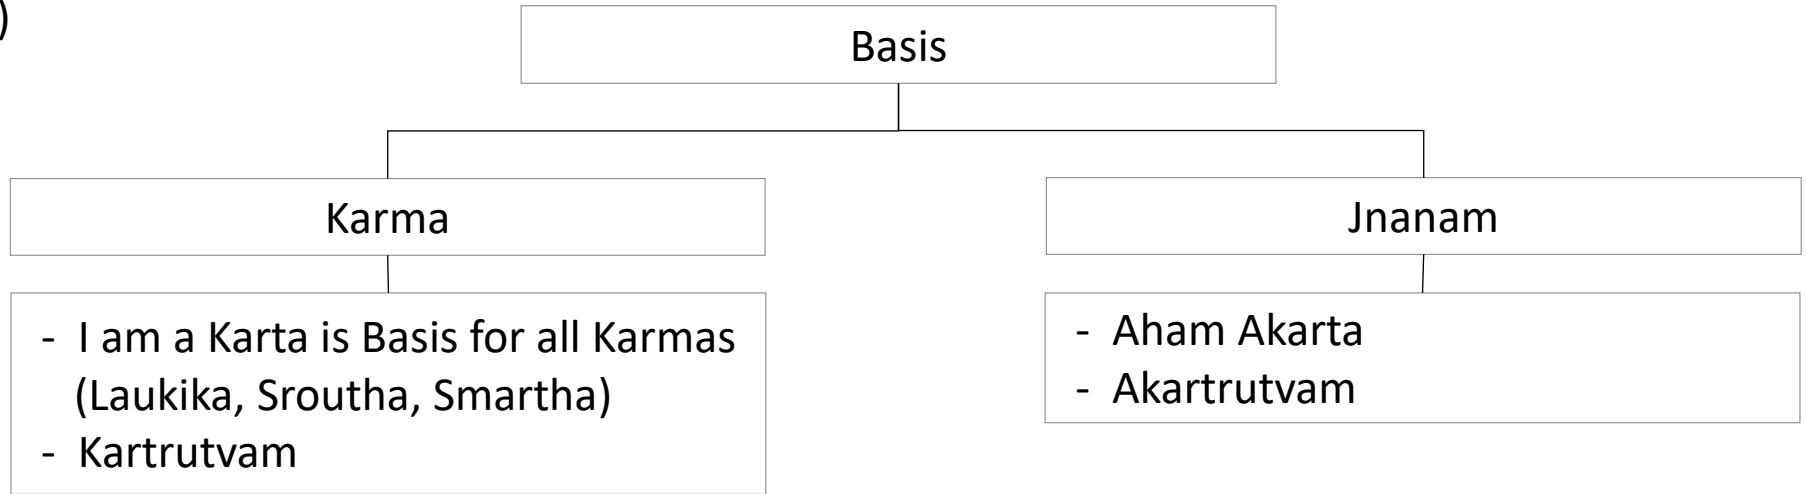 )
Basis
Karma
Jnanam
- I am a Karta is Basis for all Karmas
(Laukika, Sroutha, Smartha)
- Kartrutvam
- Aham Akarta
- Akartrutvam